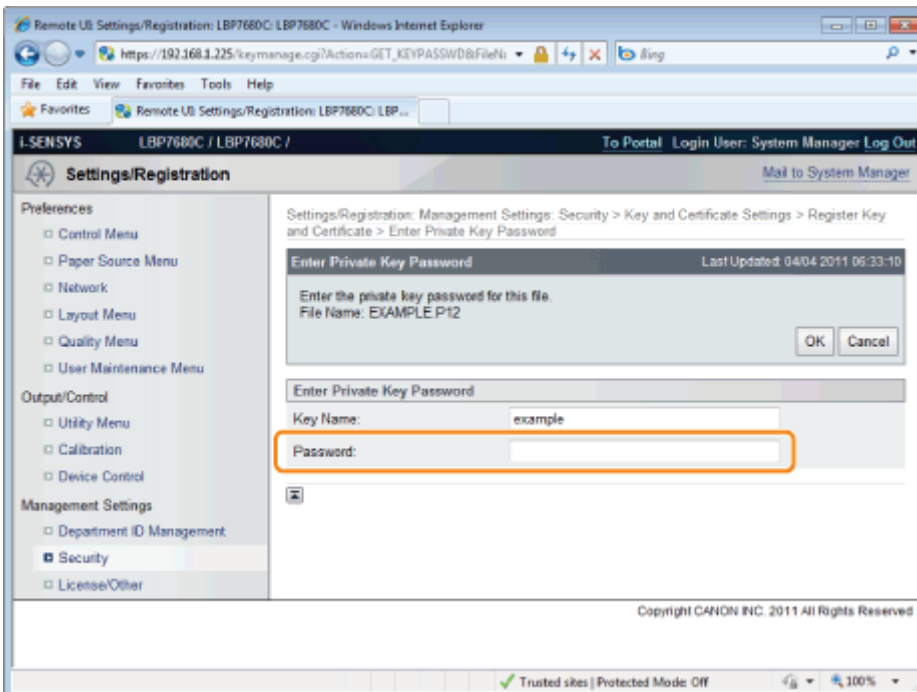 Remote UI: Settings/Registration: LBP7680C: LBP7680C - Windows Internet Explorer
https://192.168.1.225/keymanage.cgi?Action=GET_KEYPASSWD&FileN
Bing
File Edit View Favorites Tools Help
Favorites Remote UI: Settings/Registration: LBP7680C: LBP...
i-SENSYS LBP7680C / LBP7680C / To Portal Login User: System Manager Log Out
Settings/Registration Mail to System Manager
Preferences
Control Menu
Paper Source Menu
Network
Layout Menu
Quality Menu
User Maintenance Menu
Output/Control
Utility Menu
Calibration
Device Control
Management Settings
Department ID Management
Security
License/Other
Settings/Registration: Management Settings: Security > Key and Certificate Settings > Register Key
and Certificate > Enter Private Key Password
Enter Private Key Password Last Updated: 04/04 2011 06:33:10
Enter the private key password for this file.
File Name: EXAMPLE.P12
OK Cancel
Enter Private Key Password
Key Name: example
Password:
Copyright CANON INC. 2011 All Rights Reserved
Trusted sites | Protected Mode: Off 100%